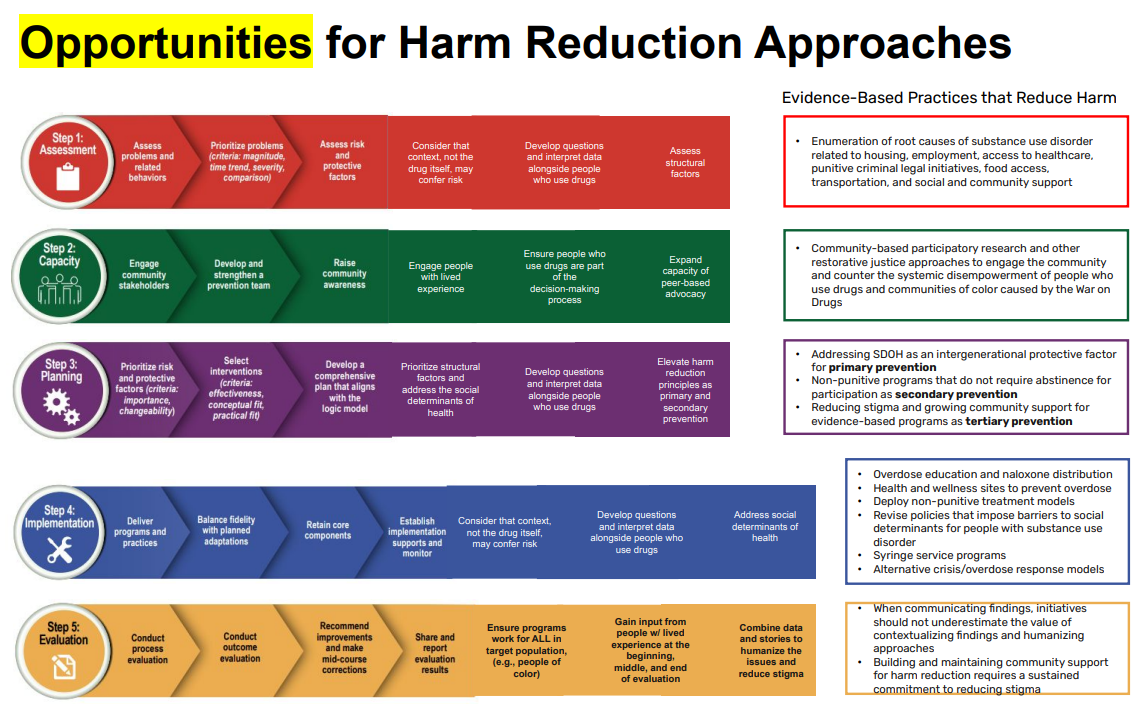 Opportunities for Harm Reduction Approaches
Evidence-Based Practices that Reduce Harm
Step 1:
Assessment
Assess
problems and
related
behaviors
Prioritize problems
(criteria: magnitude,
time trend, severity,
comparison)
Assess risk
and
protective
factors
Consider that
context, not the
drug itself, may
confer risk
Develop questions
and interpret data
alongside people
who use drugs
Assess
structural
factors
• Enumeration of root causes of substance use disorder
related to housing, employment, access to healthcare,
punitive criminal legal initiatives, food access,
transportation, and social and community support
Step 2:
Capacity
Engage
community
stakeholders
Develop and
strengthen a
prevention team
Raise
community
awareness
Engage people
with lived
experience
Ensure people who
use drugs are part
of the
decision-making
process
Expand
capacity of
peer-based
advocacy
• Community-based participatory research and other
restorative justice approaches to engage the community
and counter the systemic disempowerment of people who
use drugs and communities of color caused by the War on
Drugs
Step 3:
Planning
Prioritize risk
and protective
factors (criteria:
importance,
changeability)
Select
interventions
(criteria:
effectiveness,
conceptual fit,
practical fit)
Develop a
comprehensive
plan that aligns
with the
logic model
Prioritize structural
factors and
address the social
determinants of
health
Develop questions
and interpret data
alongside people
who use drugs
Elevate harm
reduction
principles as
primary and
secondary
prevention
• Addressing SDOH as an intergenerational protective factor
for primary prevention
• Non-punitive programs that do not require abstinence for
participation as secondary prevention
• Reducing stigma and growing community support for
evidence-based programs as tertiary prevention
Step 4:
Implementation
Deliver
programs and
practices
Balance fidelity
with planned
adaptations
Retain core
components
Establish
implementation
supports and
monitor
Consider that context,
not the drug itself,
may confer risk
Develop questions
and interpret data
alongside people who
use drugs
Address social
determinants of
health
• Overdose education and naloxone distribution
• Health and wellness sites to prevent overdose
• Deploy non-punitive treatment models
• Revise policies that impose barriers to social
determinants for people with substance use
disorder
• Syringe service programs
• Alternative crisis/overdose response models
Step 5:
Evaluation
Conduct
process
evaluation
Conduct
outcome
evaluation
Recommend
improvements
and make
mid-course
corrections
Share and
report
evaluation
results
Ensure programs
work for ALL in
target population,
(e.g., people of
color)
Gain input from
people w/ lived
experience at the
beginning,
middle, and end
of evaluation
Combine data
and stories to
humanize the
issues and
reduce stigma
• When communicating findings, initiatives
should not underestimate the value of
contextualizing findings and humanizing
approaches
• Building and maintaining community support
for harm reduction requires a sustained
commitment to reducing stigma